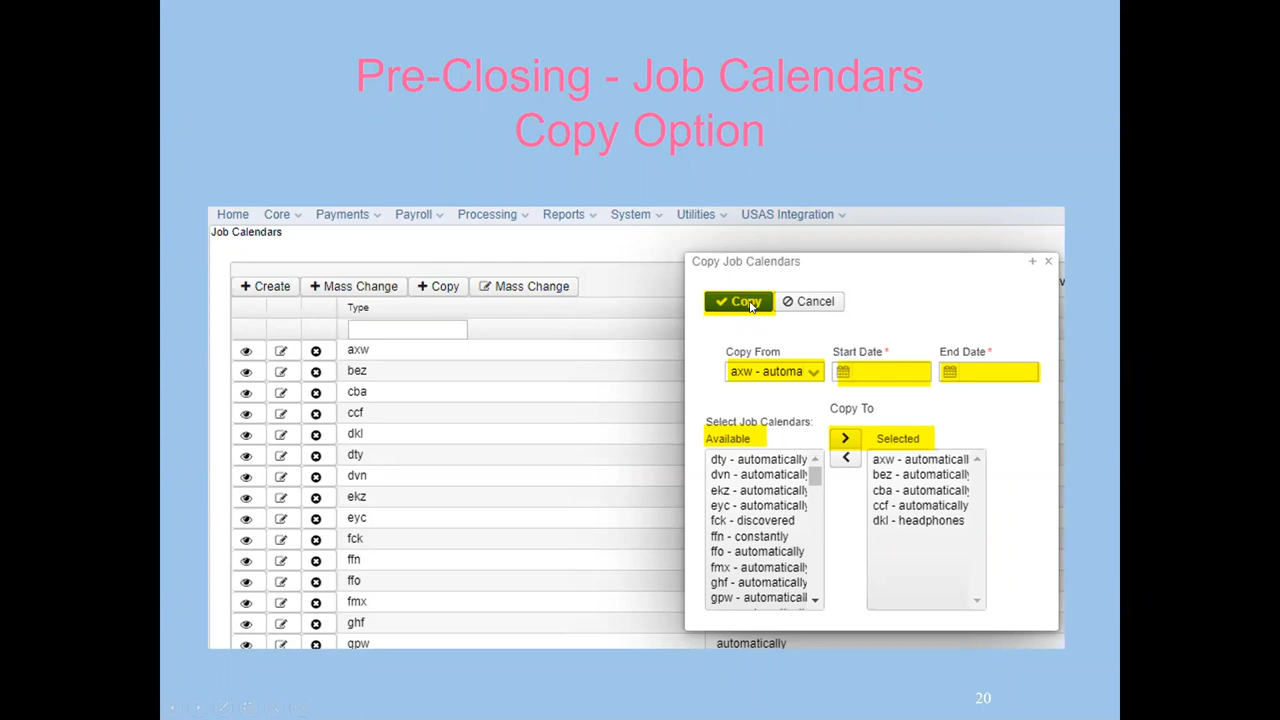 Pre-Closing - Job Calendars
Copy Option
Home Core Payments Payroll Processing Reports System Utilities USAS Integration
Job Calendars
Create Mass Change Copy Mass Change
Type
axw
bez
cba
ccf
dkl
dty
dvn
ekz
eyc
fck
ffn
ffo
fmx
ghf
gpw
automatically
Copy Job Calendars
Copy Cancel
Copy From Start Date * End Date *
axw - automa
Copy To
Select Job Calendars:
Available Selected
dty - automatically
dvn - automatically
ekz - automatically
eyc - automatically
fck - discovered
ffn - constantly
ffo - automatically
fmx - automatically
ghf - automatically
gpw - automaticall
axw - automaticall
bez - automatically
cba - automatically
ccf - automatically
dkl - headphones
20